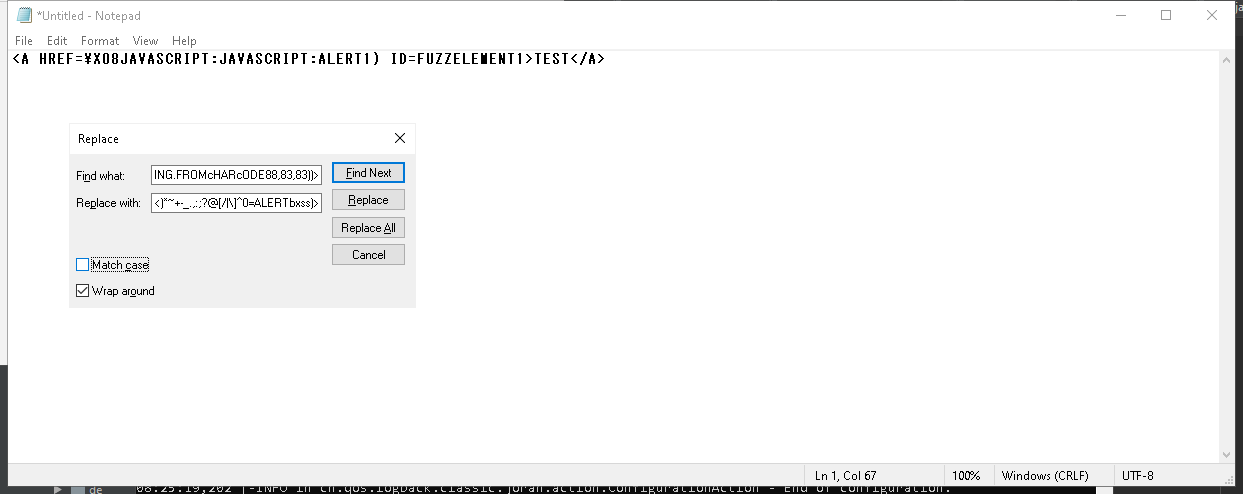 *Untitled - Notepad
File Edit Format View Help
<A HREF=¥X08JAVASCRIPT:JAVASCRIPT:ALERT1) ID=FUZZELEMENT1>TEST</A>
Replace
Find what: ING.FROMcHARcODE88,83,83))> Find Next
Replace with: <)*~+-_.,:;?@[/|\]^0=ALERTbxss)> Replace
Replace All
Match case Cancel
Wrap around
Ln 1, Col 67 100% Windows (CRLF) UTF-8
de 08:25:19,202 |-INFO in ch.qos.logback.classic.joran.action.ConfigurationAction - End of configuration.